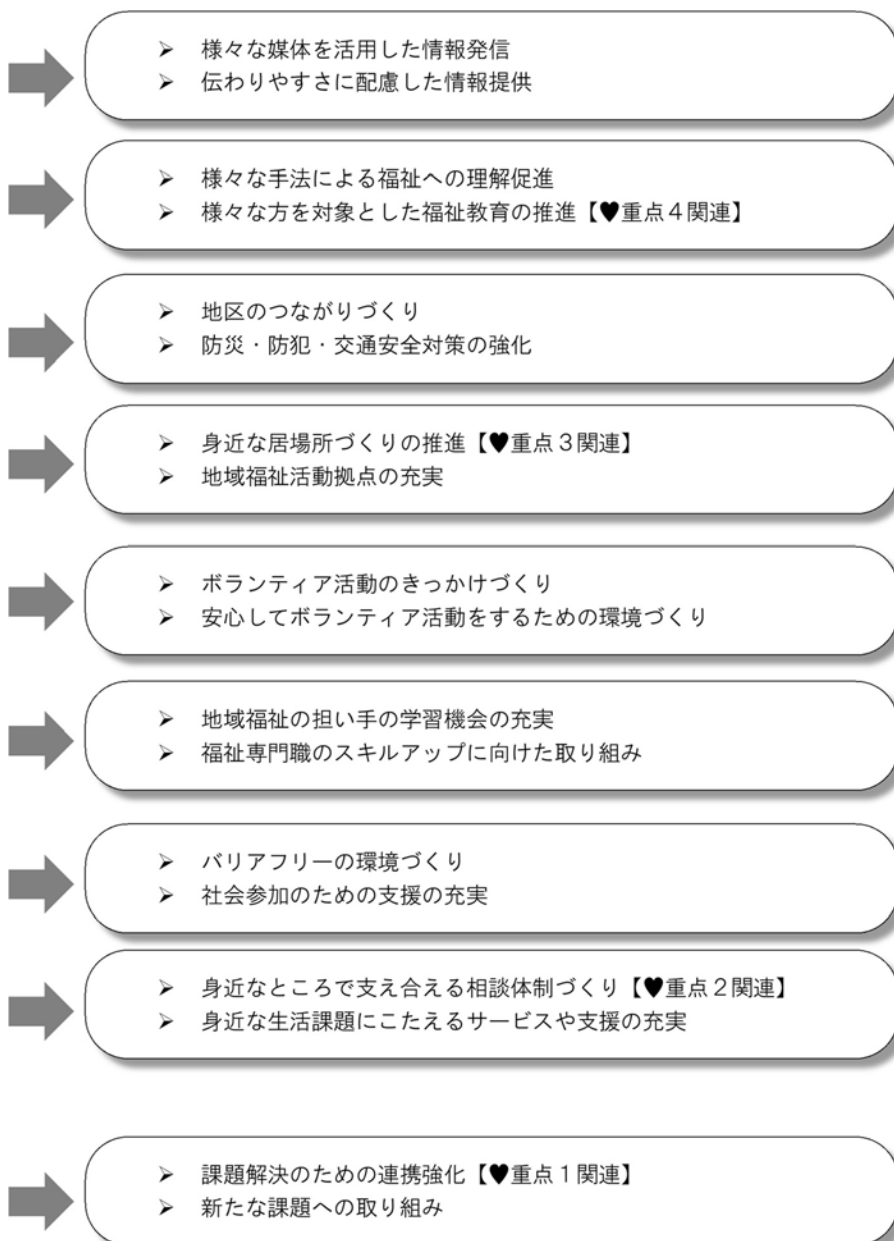 ➢ 様々な媒体を活用した情報発信
➢ 伝わりやすさに配慮した情報提供
➢ 様々な手法による福祉への理解促進
➢ 様々な方を対象とした福祉教育の推進【♥重点４関連】
➢ 地区のつながりづくり
➢ 防災・防犯・交通安全対策の強化
➢ 身近な居場所づくりの推進【♥重点３関連】
➢ 地域福祉活動拠点の充実
➢ ボランティア活動のきっかけづくり
➢ 安心してボランティア活動をするための環境づくり
➢ 地域福祉の担い手の学習機会の充実
➢ 福祉専門職のスキルアップに向けた取り組み
➢ バリアフリーの環境づくり
➢ 社会参加のための支援の充実
➢ 身近なところで支え合える相談体制づくり【♥重点２関連】
➢ 身近な生活課題にこたえるサービスや支援の充実
➢ 課題解決のための連携強化【♥重点１関連】
➢ 新たな課題への取り組み